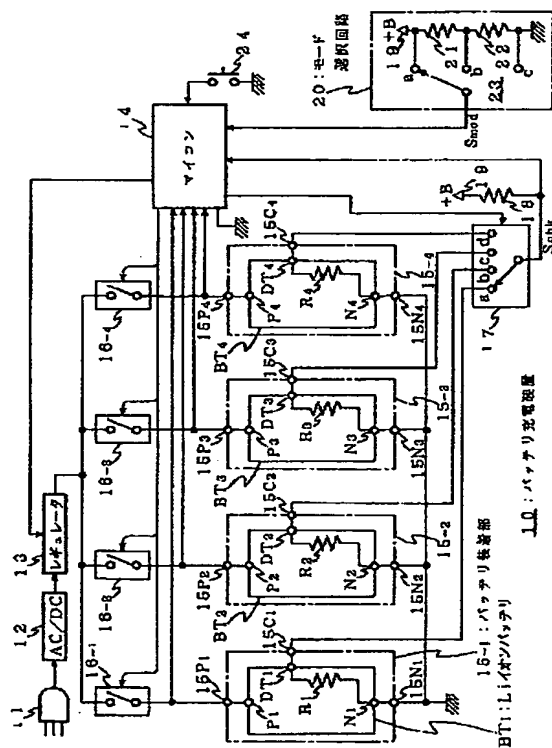 11
12
AC/DC
13
レギュレータ
14
マイコン
24
20:モード
選択回路
19
+B
21
22
a
b
c
23
Smod
16-1
16-2
16-3
16-4
15P1
15P2
15P3
15P4
P1
P2
P3
P4
DT1
DT2
DT3
DT4
15C1
15C2
15C3
15C4
R1
R2
R3
R4
BT2
BT3
BT4
N1
N2
N3
N4
15N1
15N2
15N3
15N4
15-2
15-3
15-4
15-1:バッテリ装着部
BT1:Liイオンバッテリ
+B
19
18
a
b
c
d
17
Schk
10:バッテリ充電装置